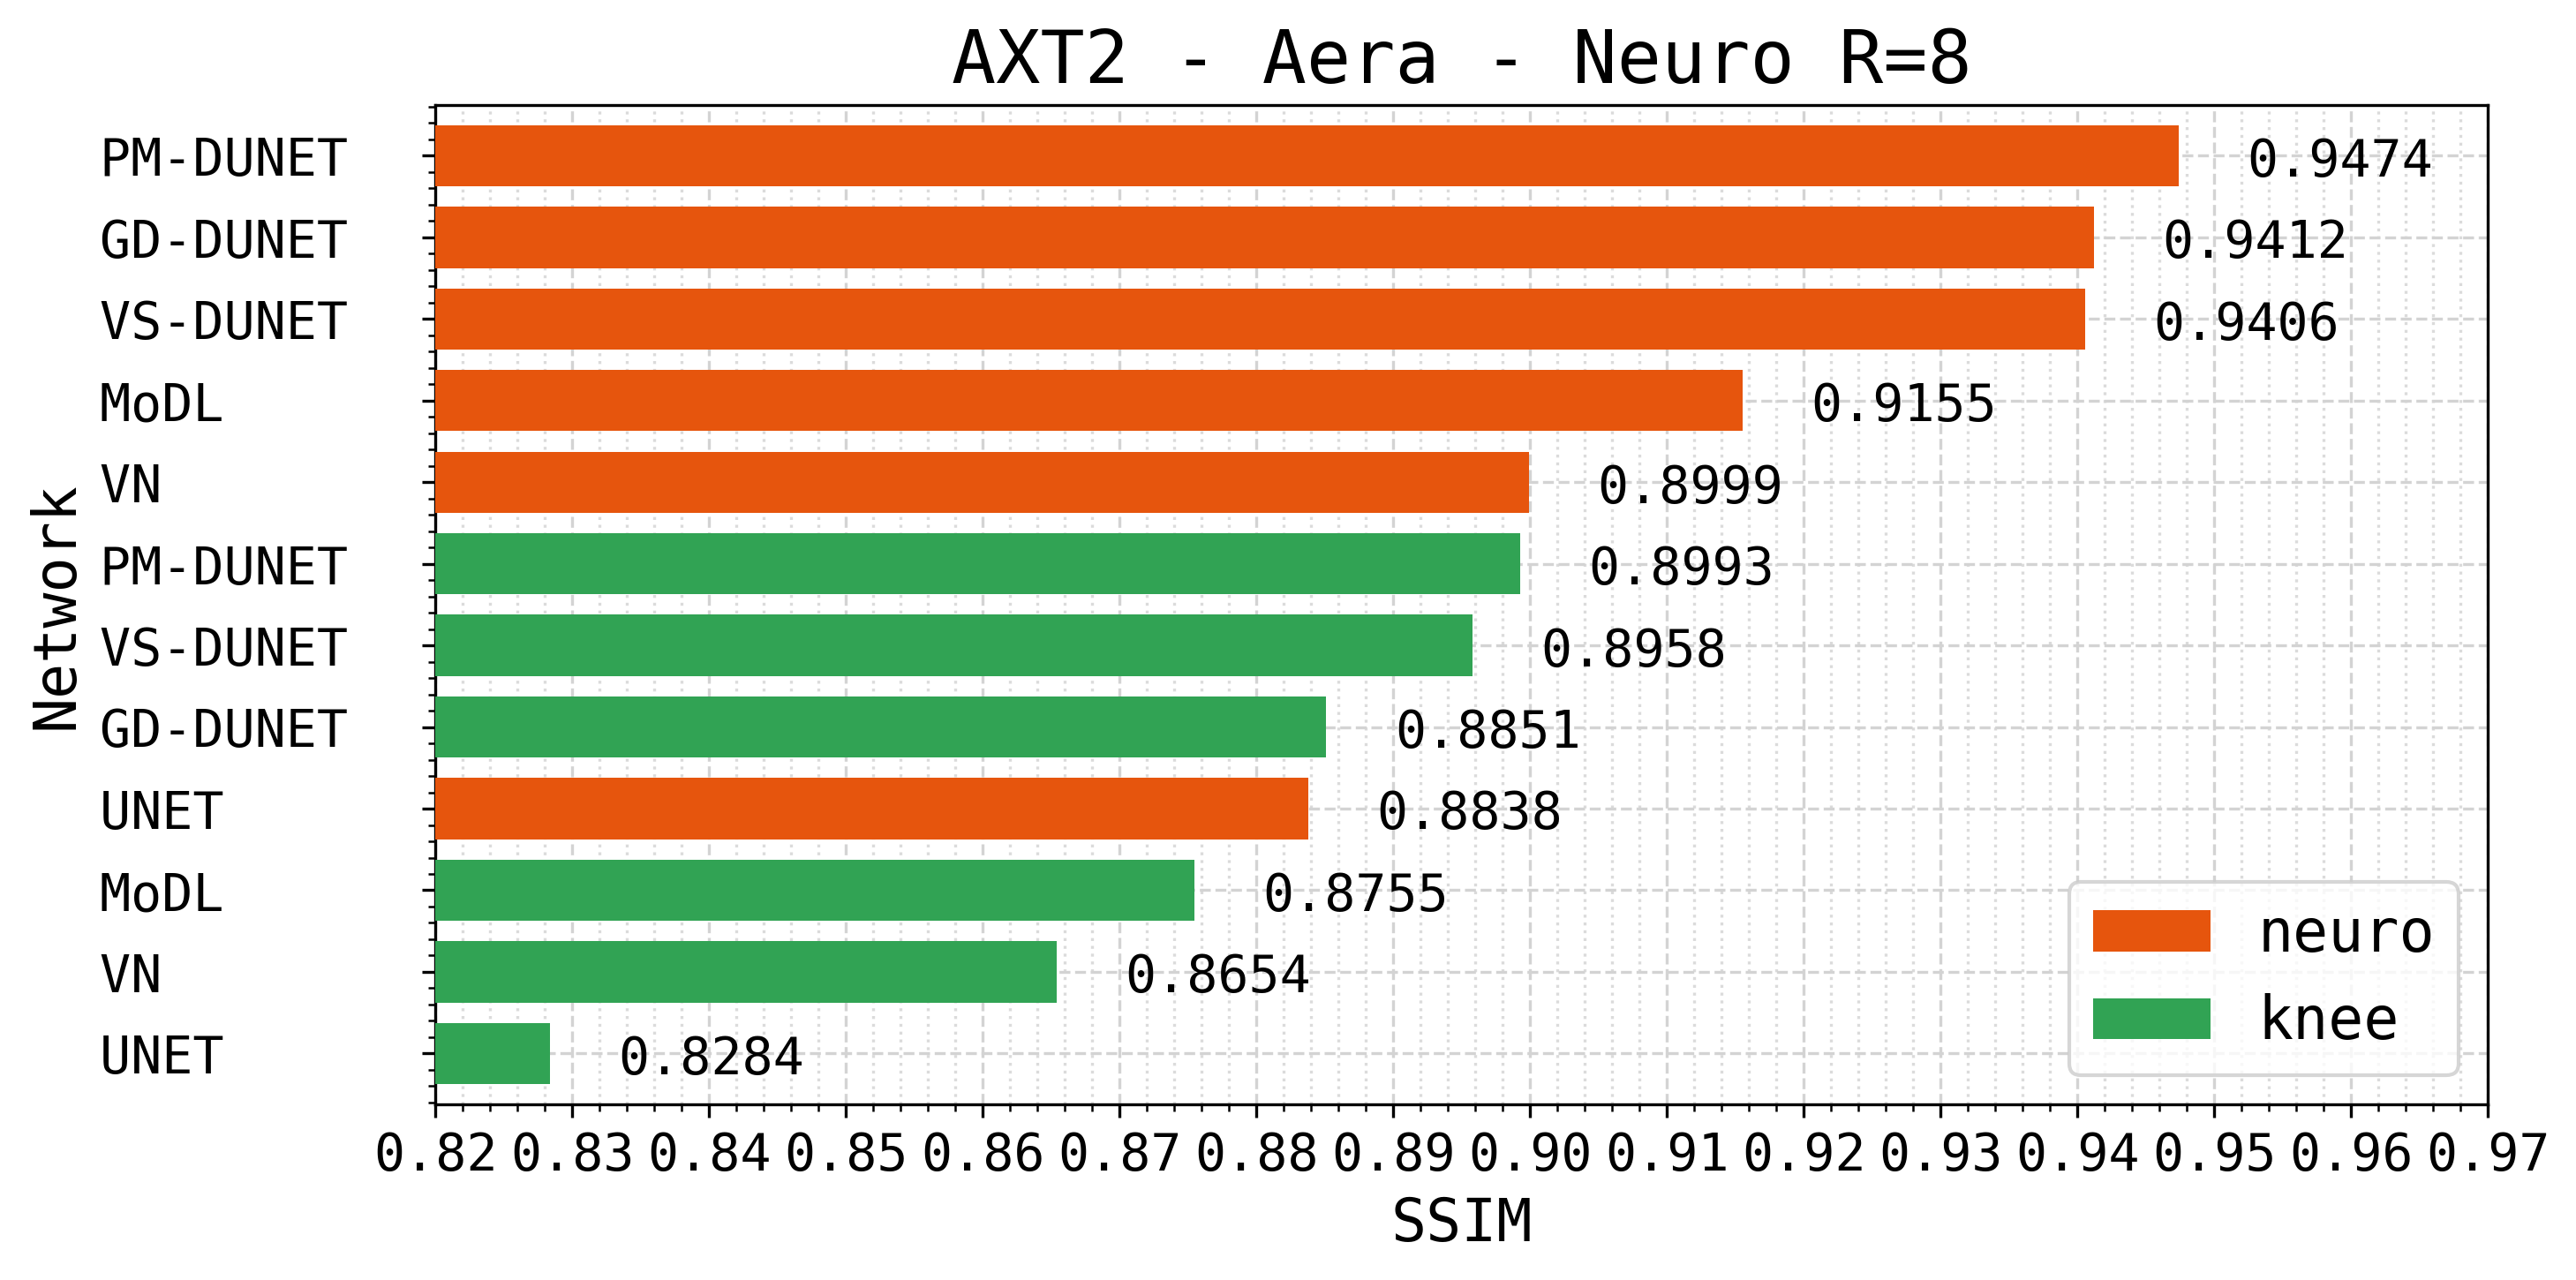 AXT2 - Aera - Neuro R=8
Network
PM-DUNET 0.9474
GD-DUNET 0.9412
VS-DUNET 0.9406
MoDL 0.9155
VN 0.8999
PM-DUNET 0.8993
VS-DUNET 0.8958
GD-DUNET 0.8851
UNET 0.8838
MoDL 0.8755
VN 0.8654
UNET 0.8284
neuro
knee
0.82 0.83 0.84 0.85 0.86 0.87 0.88 0.89 0.90 0.91 0.92 0.93 0.94 0.95 0.96 0.97
SSIM